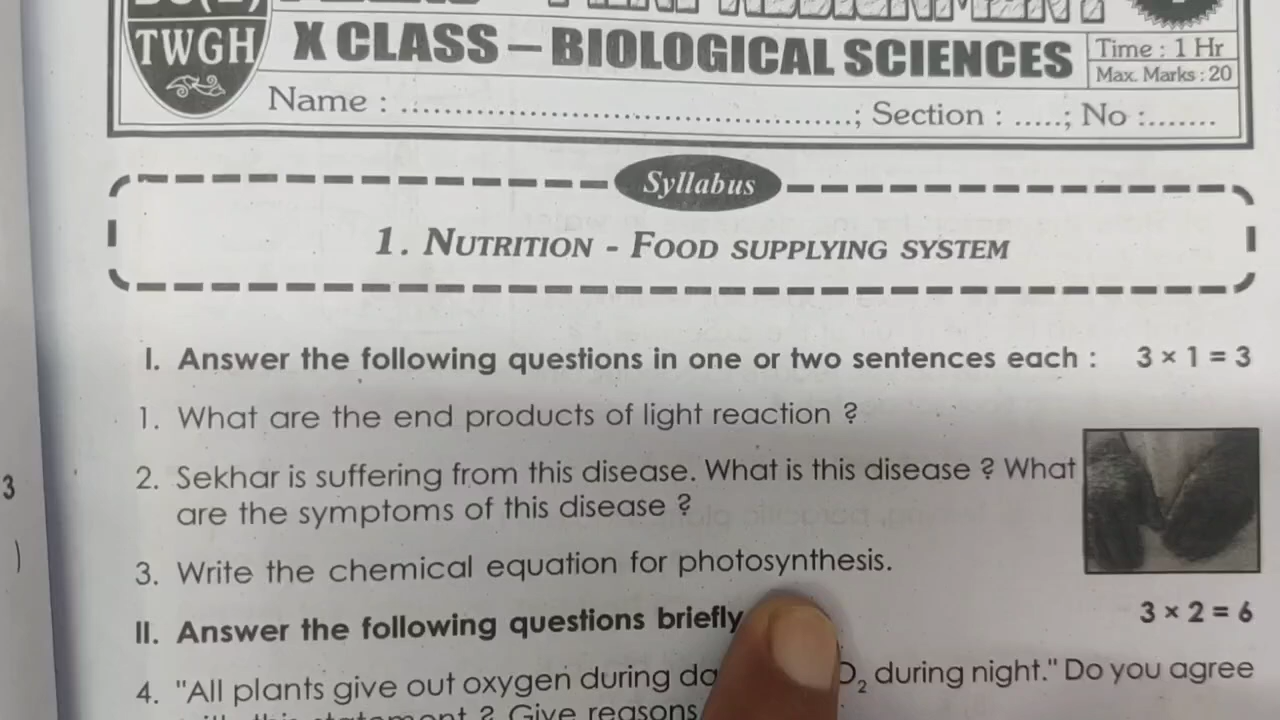 TWGH
X CLASS – BIOLOGICAL SCIENCES
Time : 1 Hr
Max. Marks : 20
Name : ................................................; Section : .....; No :.......
Syllabus
1. NUTRITION - FOOD SUPPLYING SYSTEM
I. Answer the following questions in one or two sentences each : 3 × 1 = 3
1. What are the end products of light reaction ?
2. Sekhar is suffering from this disease. What is this disease ? What
are the symptoms of this disease ?
3. Write the chemical equation for photosynthesis.
II. Answer the following questions briefly 3 × 2 = 6
4. "All plants give out oxygen during da O₂ during night." Do you agree
statement ? Give reasons
3
)